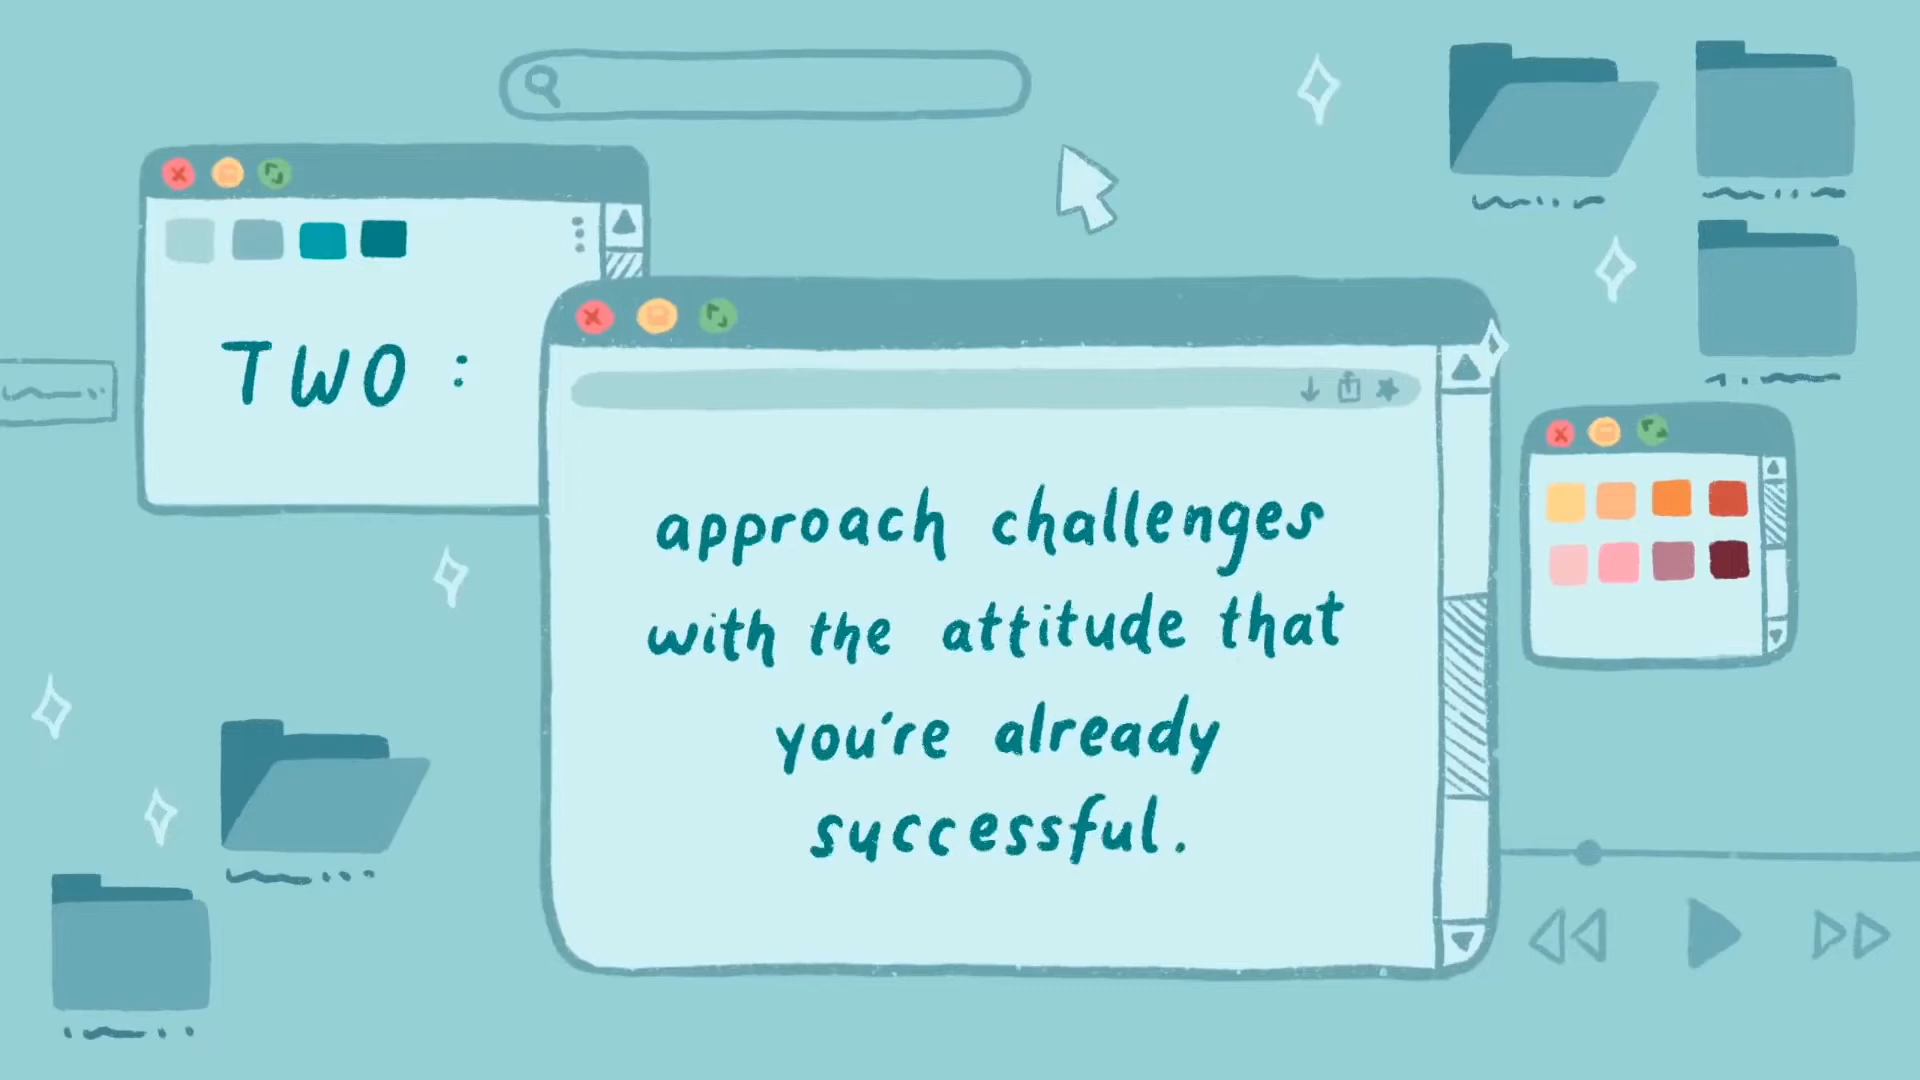 TWO :
approach challenges
with the attitude that
you're already
successful.